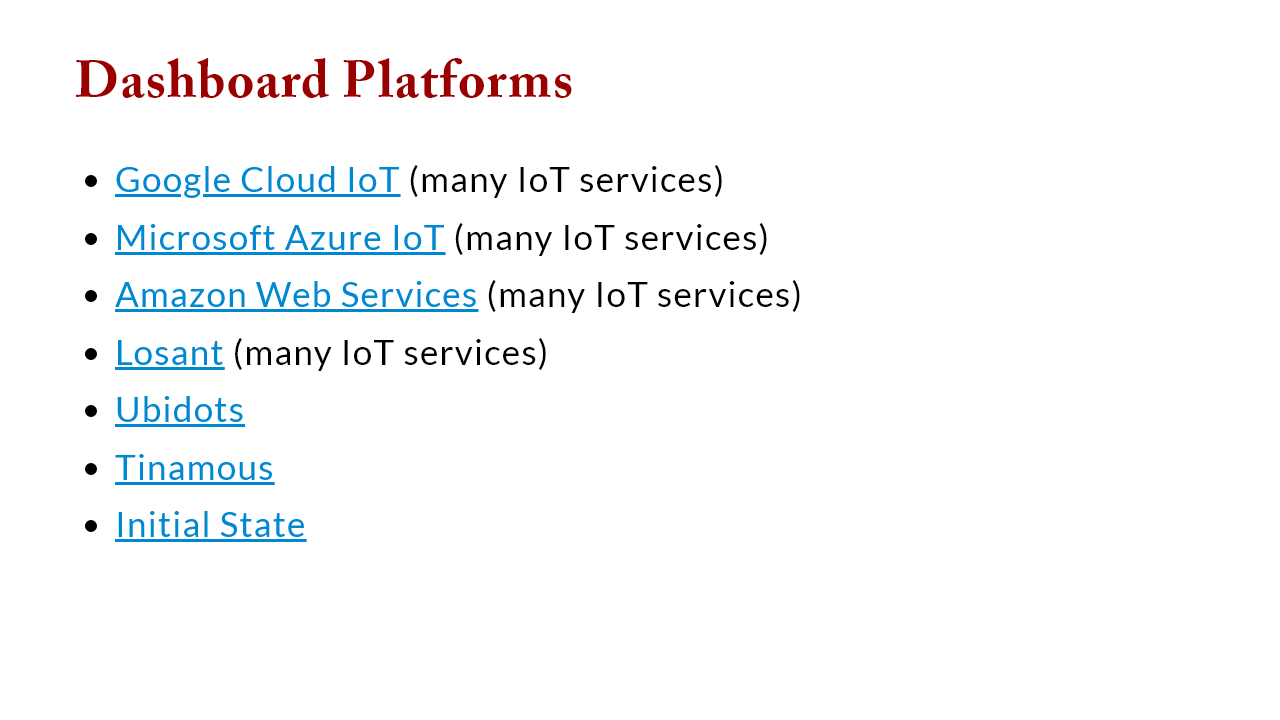 Dashboard Platforms
• Google Cloud IoT (many IoT services)
• Microsoft Azure IoT (many IoT services)
• Amazon Web Services (many IoT services)
• Losant (many IoT services)
• Ubidots
• Tinamous
• Initial State